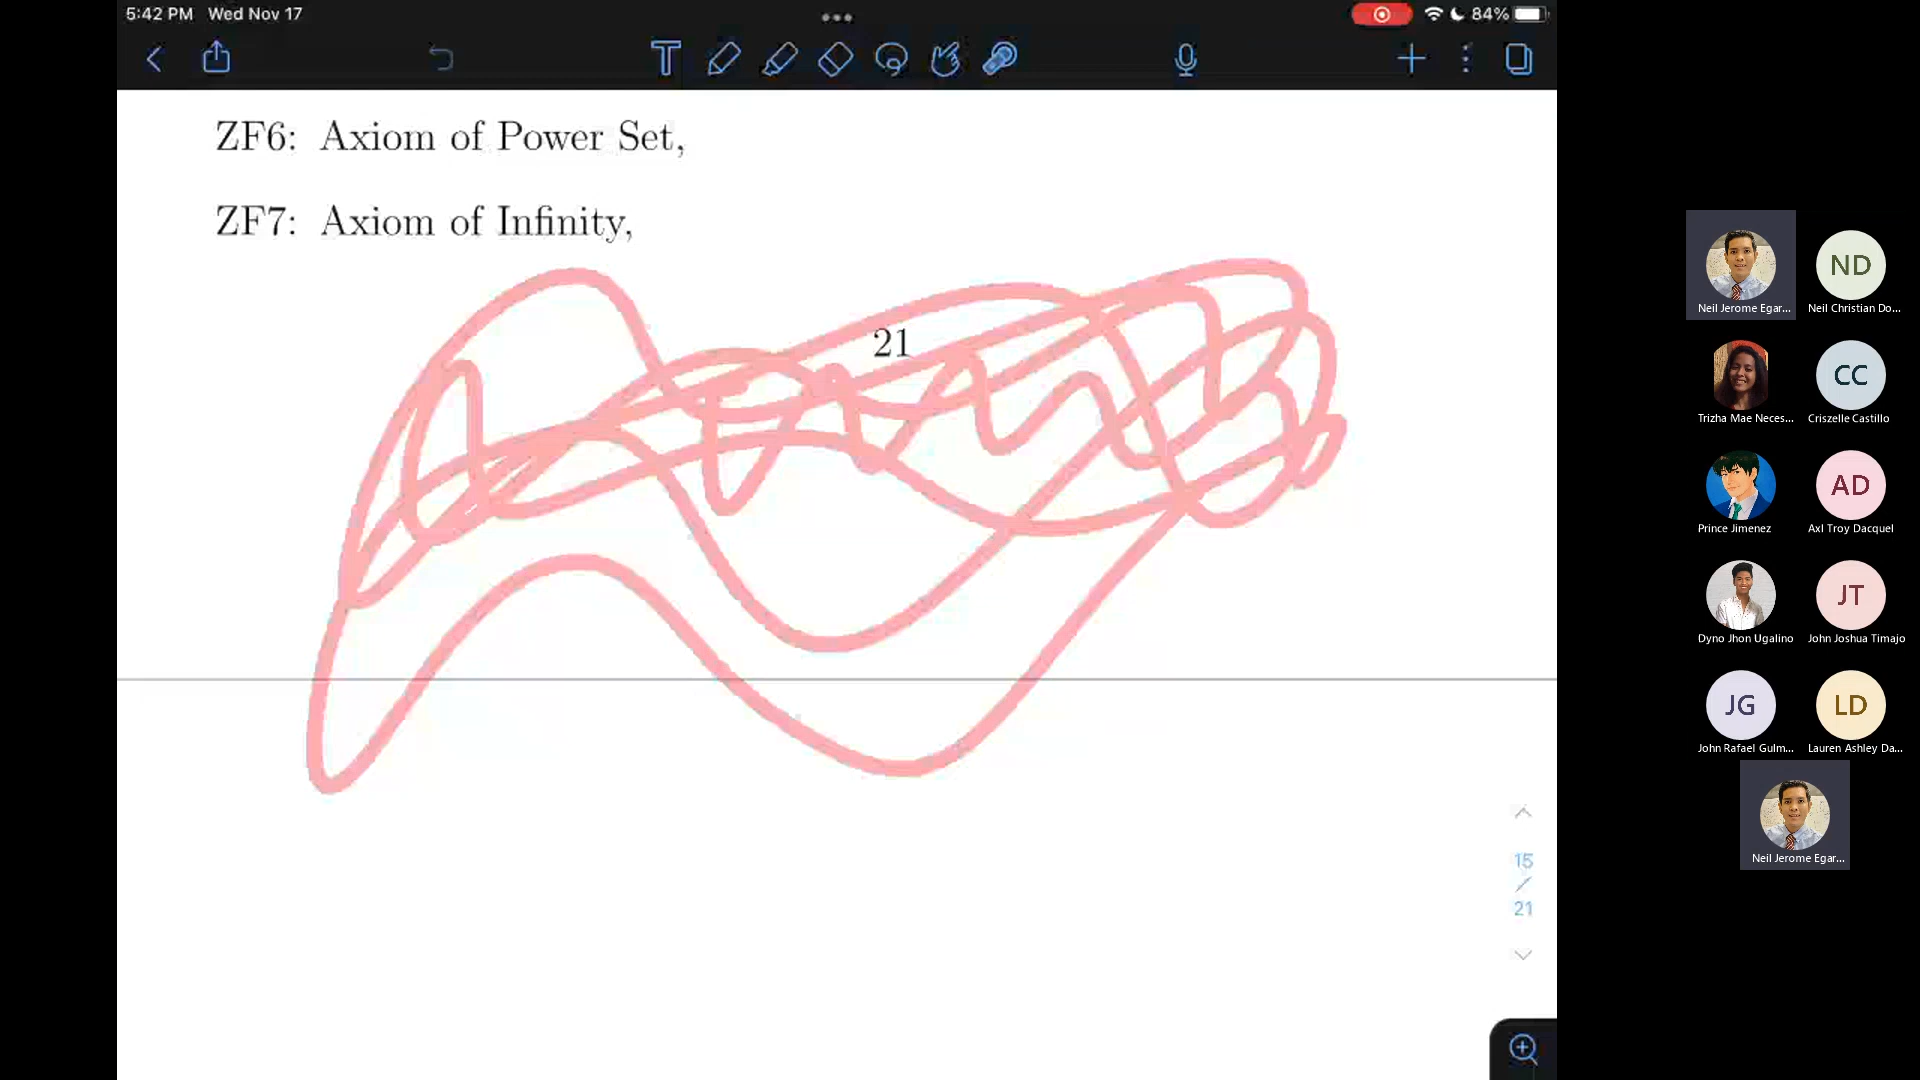 5:42 PM Wed Nov 17
84%
T
ZF6: Axiom of Power Set,
ZF7: Axiom of Infinity,
21
15
/
21
Neil Jerome Egar...
ND
Neil Christian Do...
Trizha Mae Neces...
CC
Criszelle Castillo
Prince Jimenez
AD
Axl Troy Dacquel
Dyno Jhon Ugalino
JT
John Joshua Timajo
JG
John Rafael Gulm...
LD
Lauren Ashley Da...
Neil Jerome Egar...